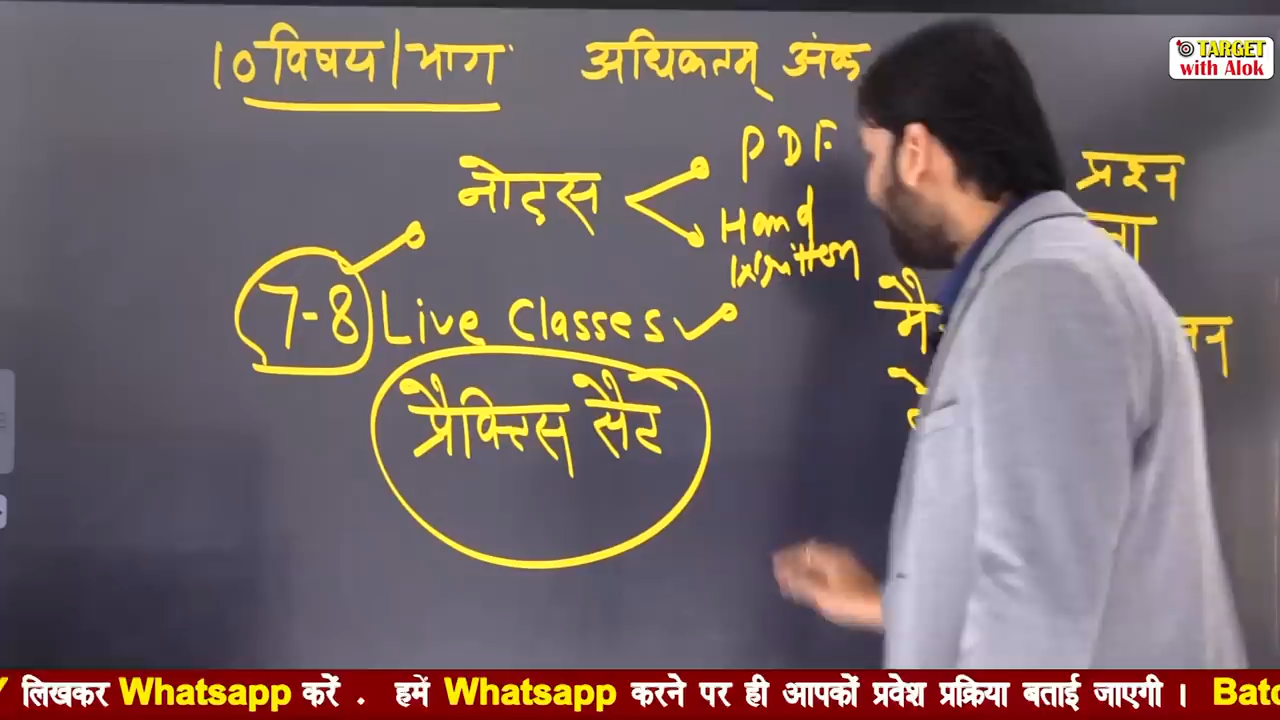 10 विषय / भाग अधिकतम् अंक
TARGET
with Alok
नोट्स
PDF
Hand
Written
प्रश्न
7-8 Live Classes
प्रैक्टिस सैट
लिखकर Whatsapp करें . हमें Whatsapp करने पर ही आपकों प्रवेश प्रक्रिया बताई जाएगी ।